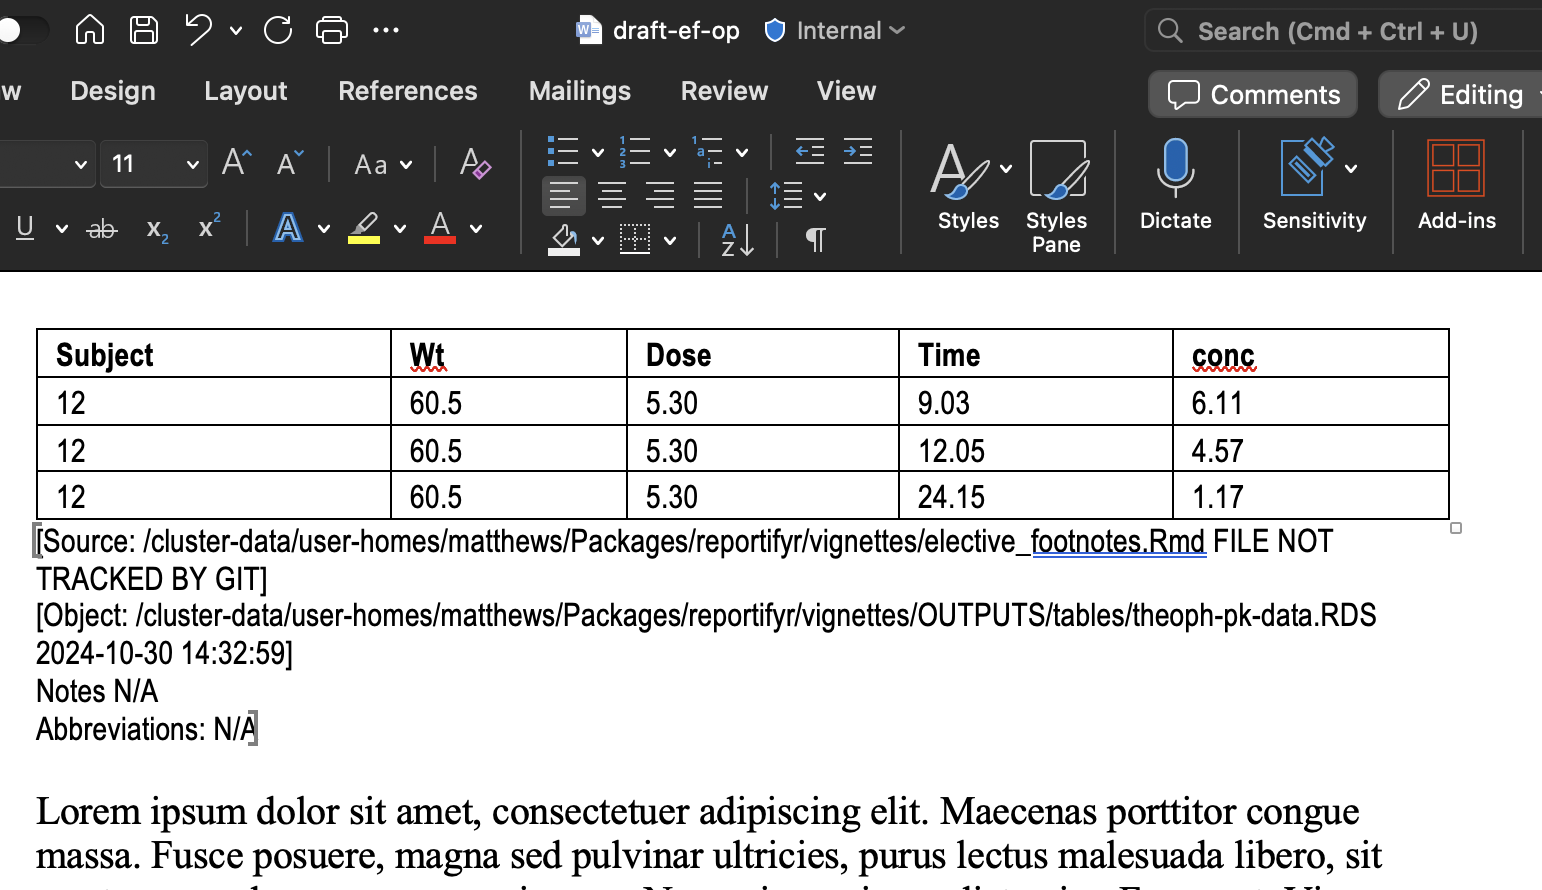 draft-ef-op Internal Search (Cmd + Ctrl + U)
w Design Layout References Mailings Review View Comments Editing
11 Aa
Styles Styles Pane Dictate Sensitivity Add-ins
Subject Wt Dose Time conc
12 60.5 5.30 9.03 6.11
12 60.5 5.30 12.05 4.57
12 60.5 5.30 24.15 1.17
[Source: /cluster-data/user-homes/matthews/Packages/reportifyr/vignettes/elective_footnotes.Rmd FILE NOT
TRACKED BY GIT]
[Object: /cluster-data/user-homes/matthews/Packages/reportifyr/vignettes/OUTPUTS/tables/theoph-pk-data.RDS
2024-10-30 14:32:59]
Notes N/A
Abbreviations: N/A
Lorem ipsum dolor sit amet, consectetuer adipiscing elit. Maecenas porttitor congue
massa. Fusce posuere, magna sed pulvinar ultricies, purus lectus malesuada libero, sit